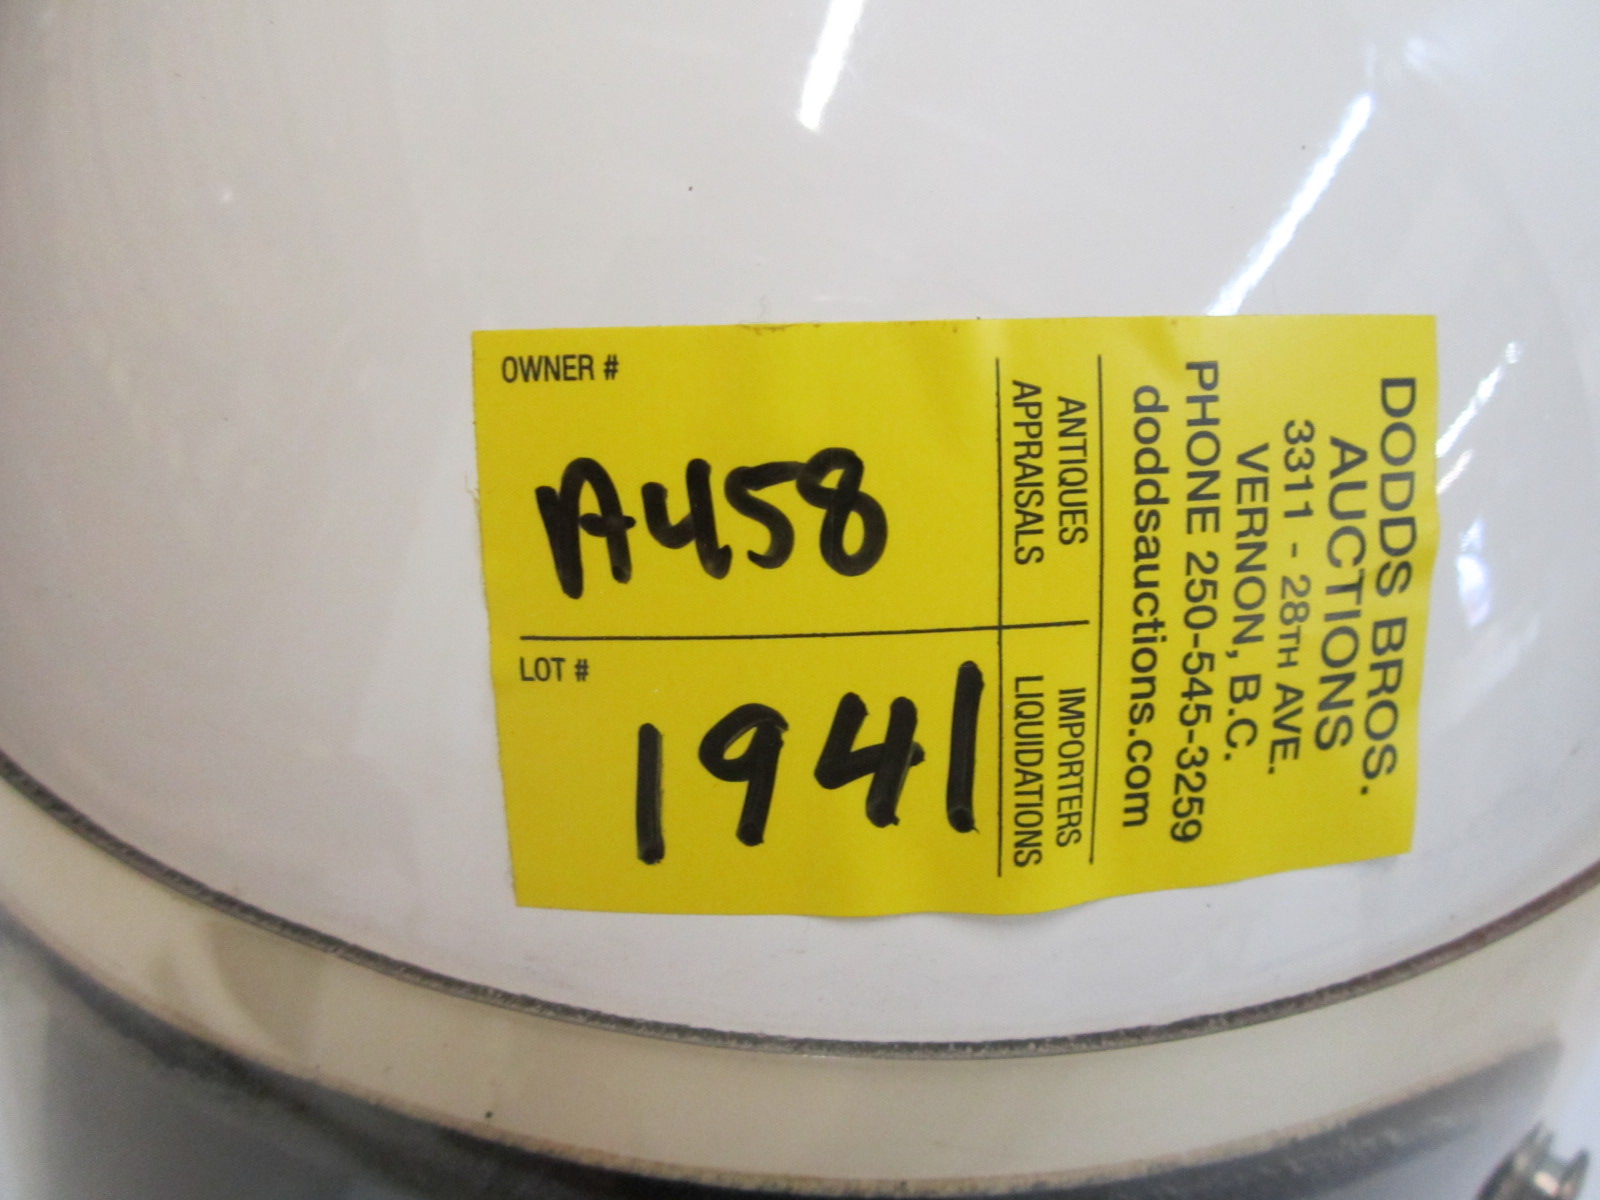 DODDS BROS.
AUCTIONS
3311 - 28TH AVE.
VERNON, B.C.
PHONE 250-545-3259
doddsauctions.com
ANTIQUES
APPRAISALS
IMPORTERS
LIQUIDATIONS
OWNER #
A458
LOT #
1941